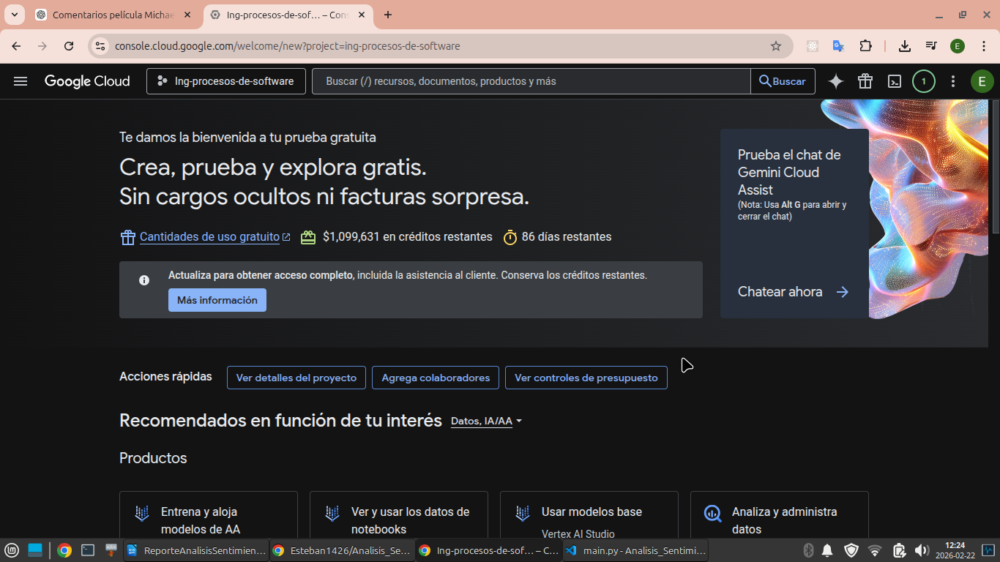 Comentarios película Michae
Ing-procesos-de-sof… – Cons
console.cloud.google.com/welcome/new?project=ing-procesos-de-software
E
Google Cloud
Ing-procesos-de-software
Buscar (/) recursos, documentos, productos y más
Buscar
1
E
Te damos la bienvenida a tu prueba gratuita
Crea, prueba y explora gratis.
Sin cargos ocultos ni facturas sorpresa.
Cantidades de uso gratuito
$1,099,631 en créditos restantes
86 días restantes
Actualiza para obtener acceso completo, incluida la asistencia al cliente. Conserva los créditos restantes.
Más información
Prueba el chat de
Gemini Cloud
Assist
(Nota: Usa Alt G para abrir y
cerrar el chat)
Chatear ahora
Acciones rápidas
Ver detalles del proyecto
Agrega colaboradores
Ver controles de presupuesto
Recomendados en función de tu interés
Datos, IA/AA
Productos
Entrena y aloja
modelos de AA
Ver y usar los datos de
notebooks
Usar modelos base
Vertex AI Studio
Analiza y administra
datos
ReporteAnalisisSentimien…
Esteban1426/Analisis_Se…
Ing-procesos-de-sof… – C…
main.py - Analisis_Sentimi…
12:24
2026-02-22